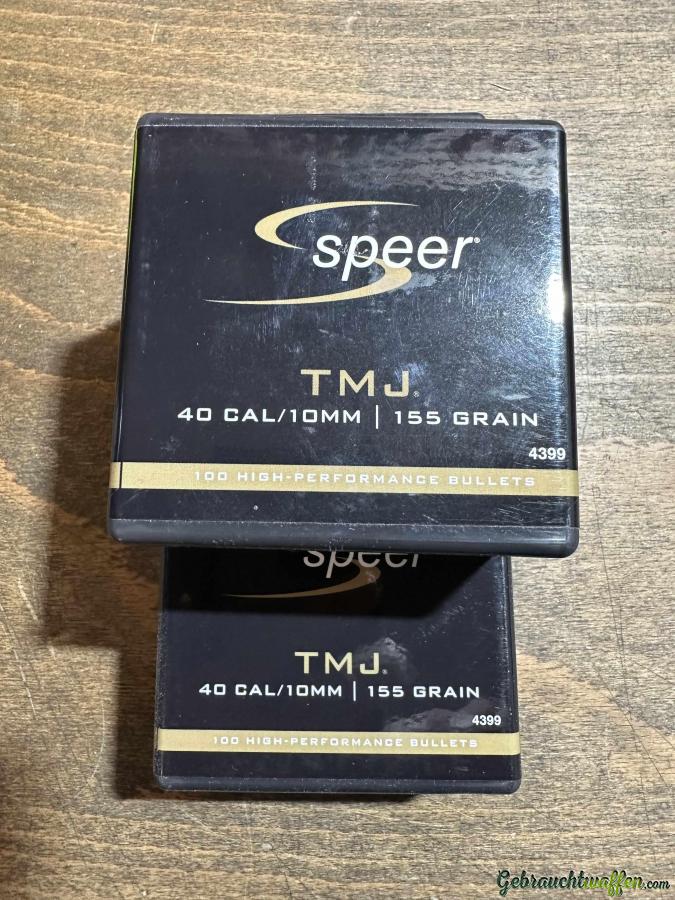 speer®
TMJ®
40 CAL/10MM | 155 GRAIN
4399
100 HIGH-PERFORMANCE BULLETS
speer
TMJ®
40 CAL/10MM | 155 GRAIN
4399
100 HIGH-PERFORMANCE BULLETS
Gebrauchtwaffen.com